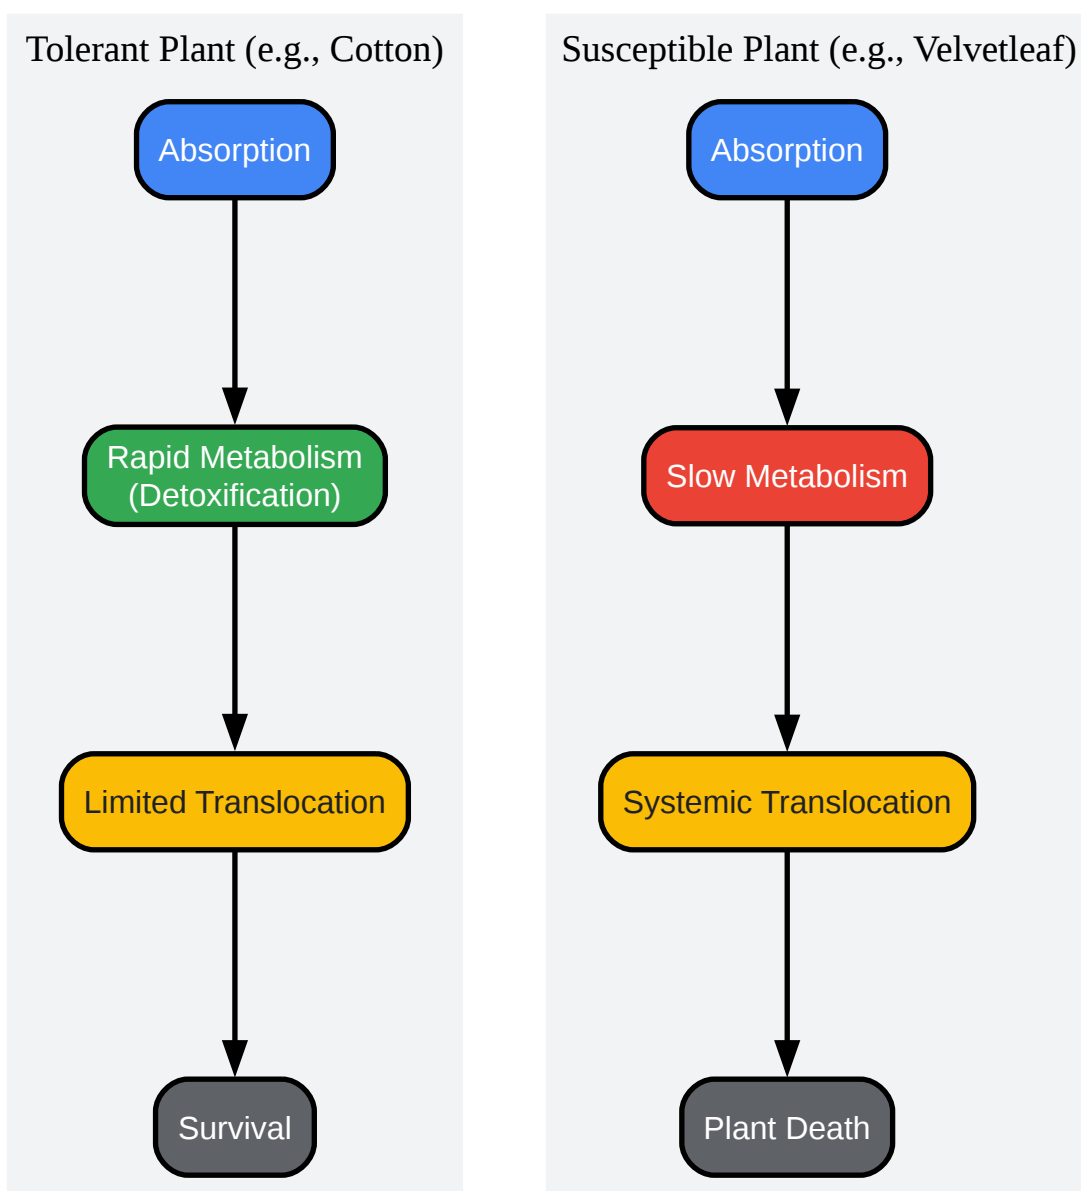 Tolerant Plant (e.g., Cotton)
Absorption
Rapid Metabolism
(Detoxification)
Limited Translocation
Survival
Susceptible Plant (e.g., Velvetleaf)
Absorption
Slow Metabolism
Systemic Translocation
Plant Death